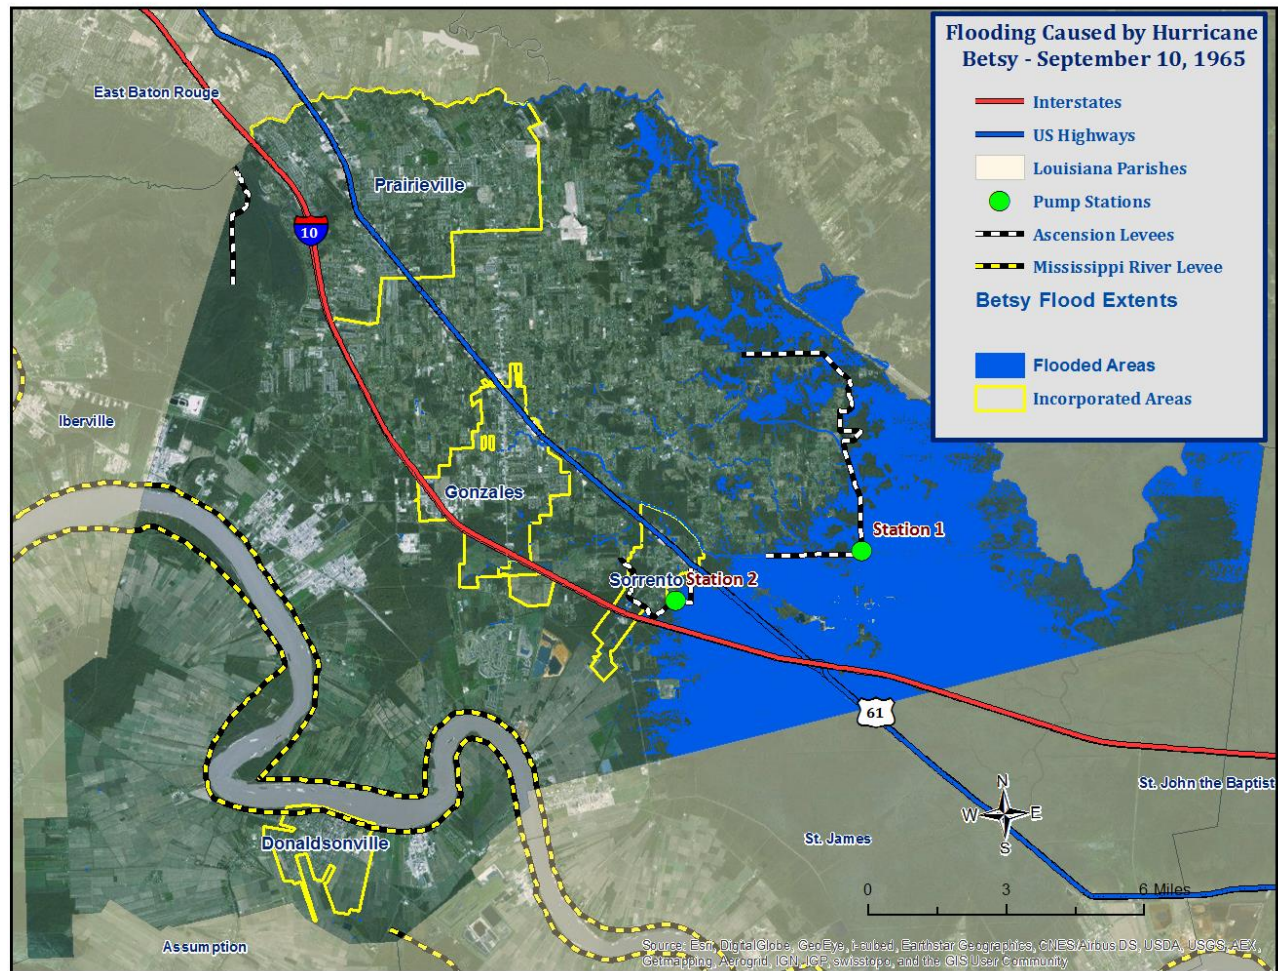 Flooding Caused by Hurricane
Betsy - September 10, 1965
Interstates
US Highways
Louisiana Parishes
Pump Stations
Ascension Levees
Mississippi River Levee
Betsy Flood Extents
Flooded Areas
Incorporated Areas
East Baton Rouge
Prairieville
10
Iberville
Gonzales
Station 1
Sorrento
Station 2
61
N
W
E
S
St. John the Baptist
St. James
Donaldsonville
Assumption
0
3
6 Miles
Source: Esri, DigitalGlobe, GeoEye, i-cubed, Earthstar Geographics, CNES/Airbus DS, USDA, USGS, AEX,
Getmapping, Aerogrid, IGN, IGP, swisstopo, and the GIS User Community